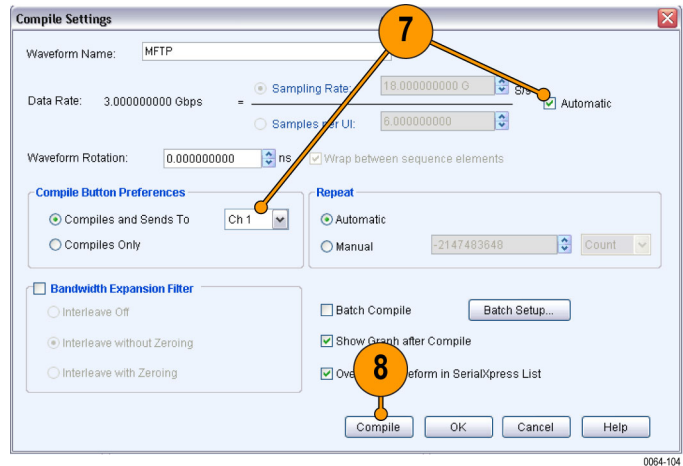 Compile Settings
7
Waveform Name: MFTP
Sampling Rate: 18.000000000 G S/s
Data Rate: 3.000000000 Gbps =
Automatic
Samples per UI: 6.000000000
Waveform Rotation: 0.000000000 ns Wrap between sequence elements
Compile Button Preferences
Compiles and Sends To Ch 1
Compiles Only
Repeat
Automatic
Manual -2147483648 Count
Bandwidth Expansion Filter
Interleave Off
Interleave without Zeroing
Interleave with Zeroing
Batch Compile Batch Setup...
Show Graph after Compile
8
in SerialXpress List
Compile OK Cancel Help
0064-104